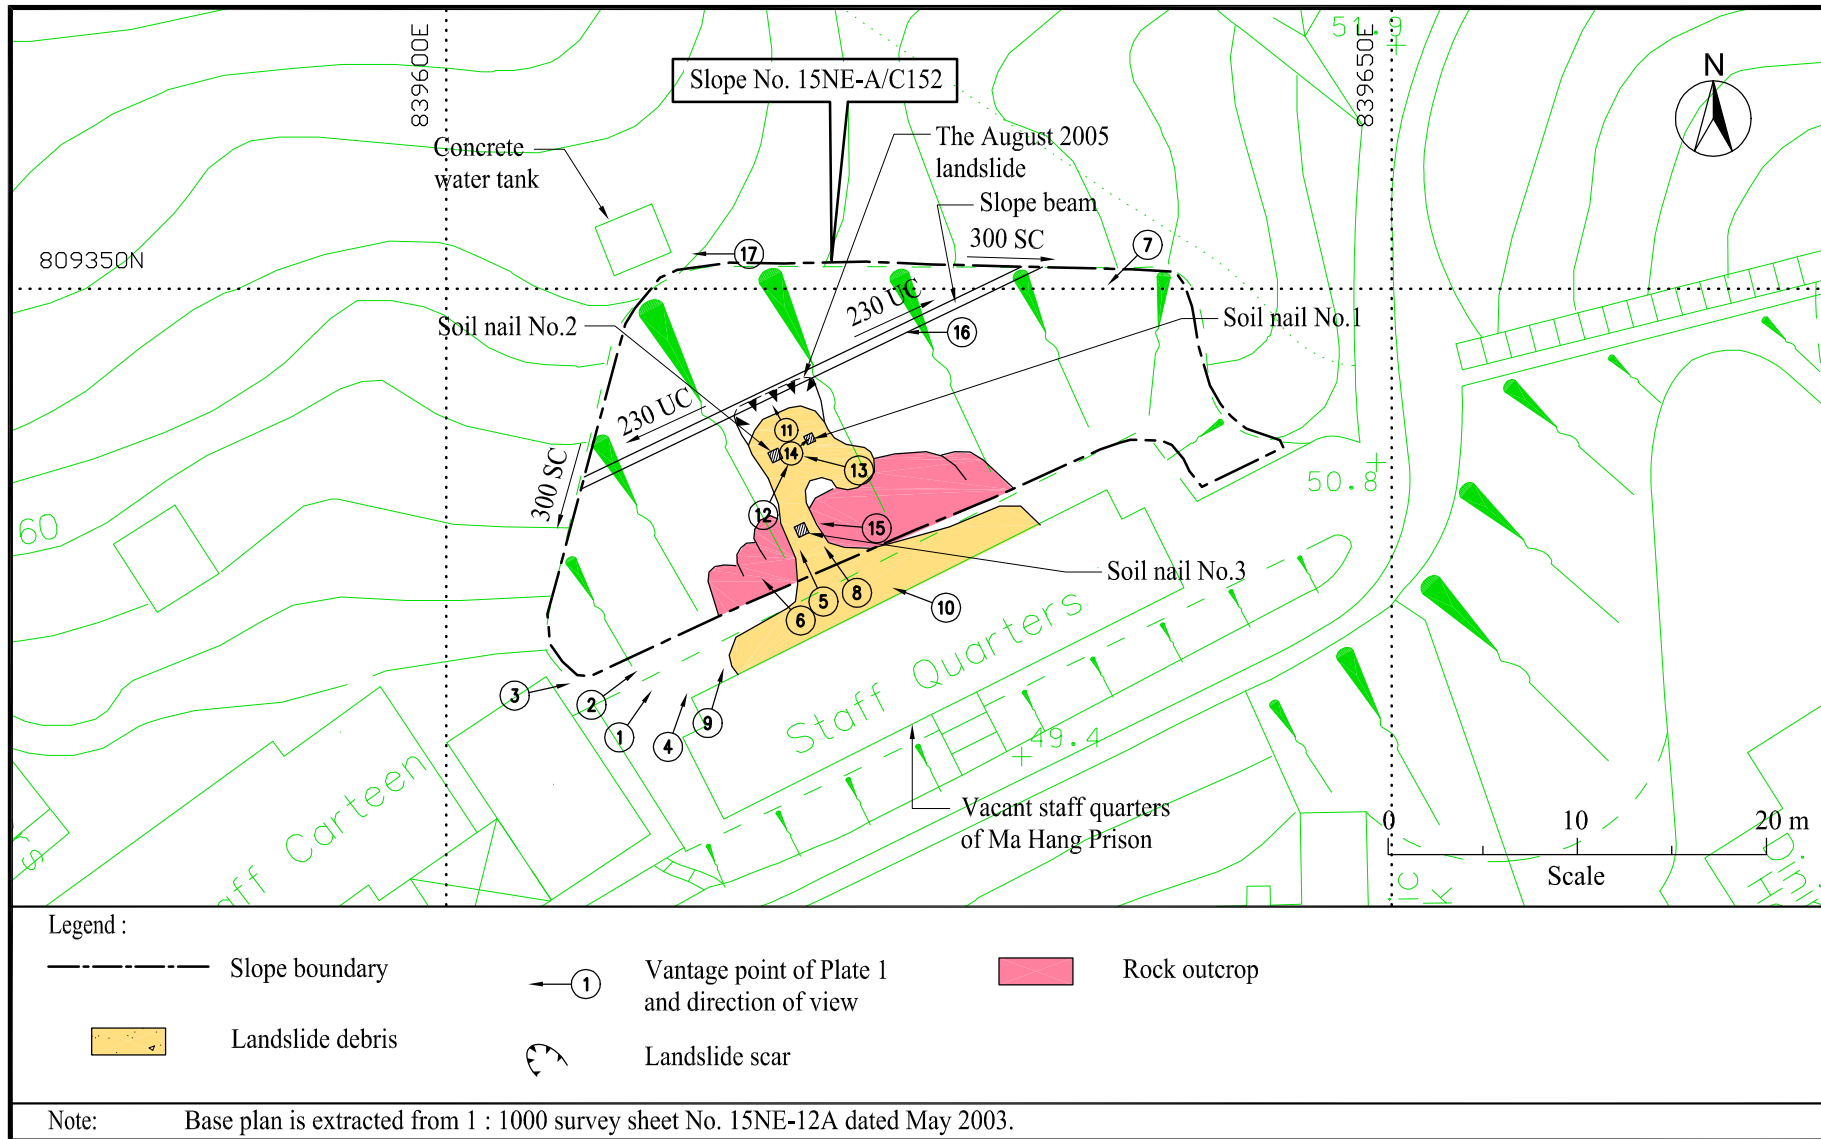 51.9
839600E
839650E
N
Slope No. 15NE-A/C152
Concrete
water tank
The August 2005
landslide
Slope beam
300 SC
7
17
809350N
230 UC
16
Soil nail No.2
Soil nail No.1
230 UC
11
14
13
300 SC
50.8
12
15
60
Soil nail No.3
5
8
10
6
3
2
1
4
9
Staff Quarters
49.4
aff Carteen
Vacant staff quarters
of Ma Hang Prison
0 10 20 m
Scale
Legend :
Slope boundary
1
Vantage point of Plate 1
and direction of view
Rock outcrop
Landslide debris
Landslide scar
Note: Base plan is extracted from 1 : 1000 survey sheet No. 15NE-12A dated May 2003.